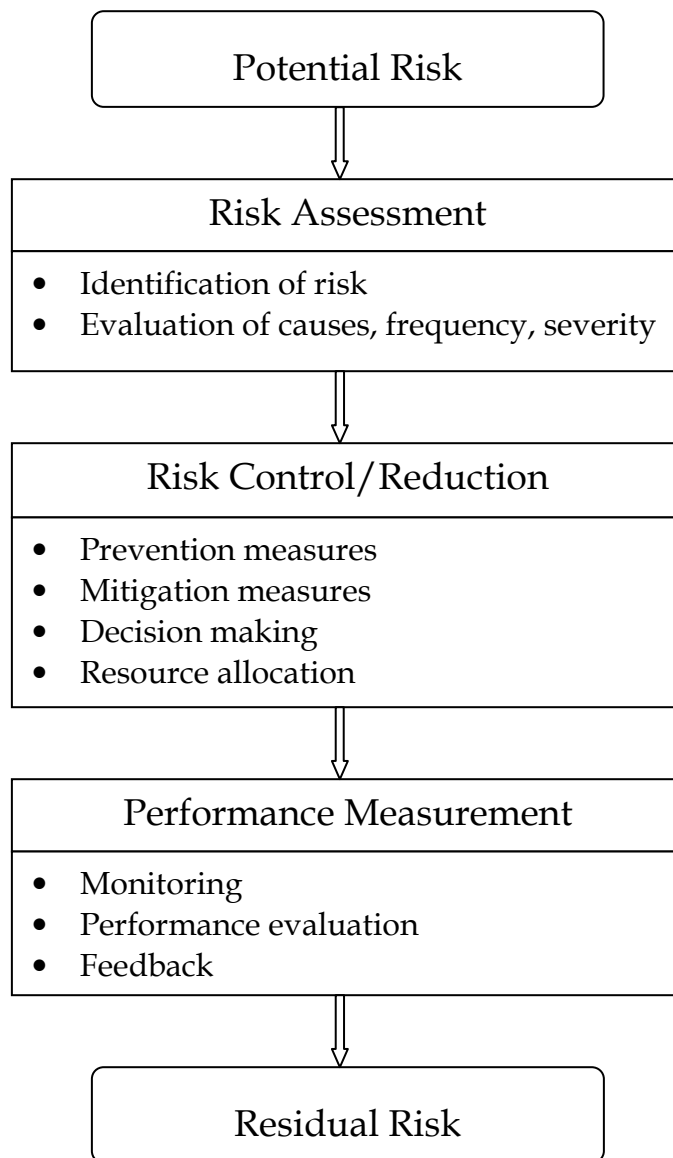 Potential Risk
Risk Assessment
• Identification of risk
• Evaluation of causes, frequency, severity
Risk Control/Reduction
• Prevention measures
• Mitigation measures
• Decision making
• Resource allocation
Performance Measurement
• Monitoring
• Performance evaluation
• Feedback
Residual Risk